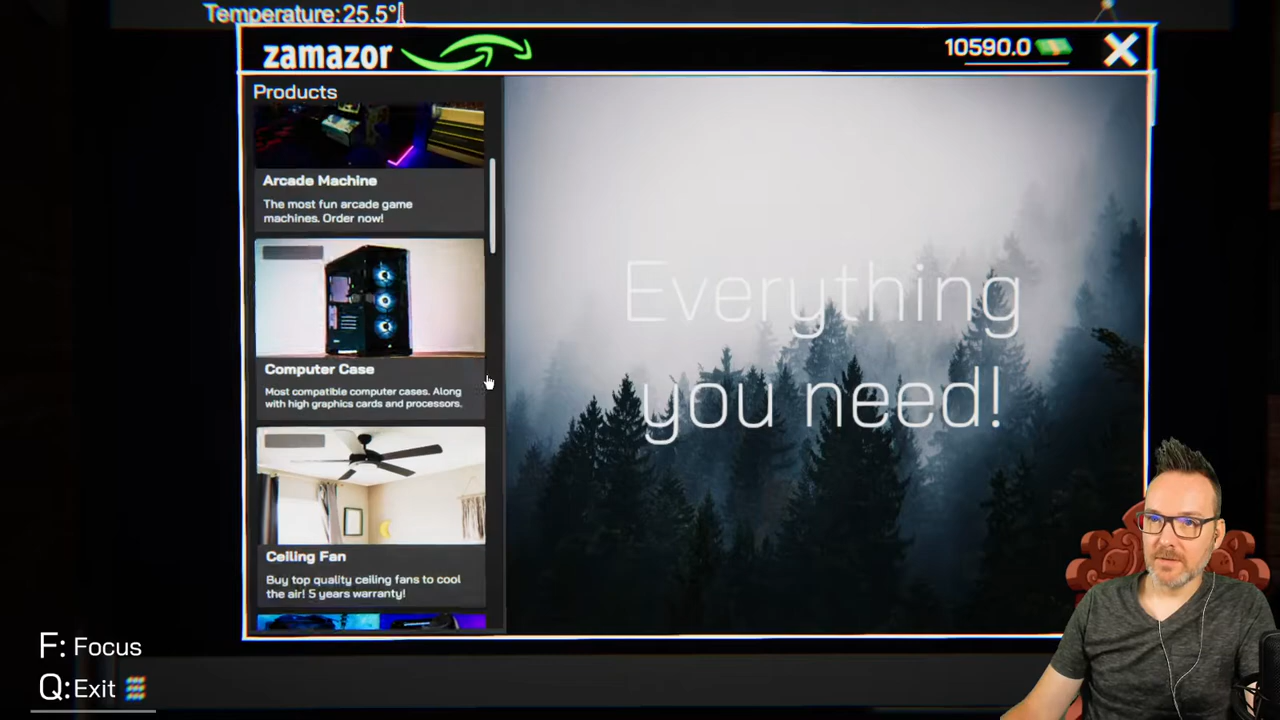 Temperature: 25.5°
zamazor
10590.0
Products
Arcade Machine
The most fun arcade game
machines. Order now!
Computer Case
Most compatible computer cases. Along
with high graphics cards and processors.
Ceiling Fan
Buy top quality ceiling fans to cool
the air! 5 years warranty!
Everything
you need!
F: Focus
Q: Exit